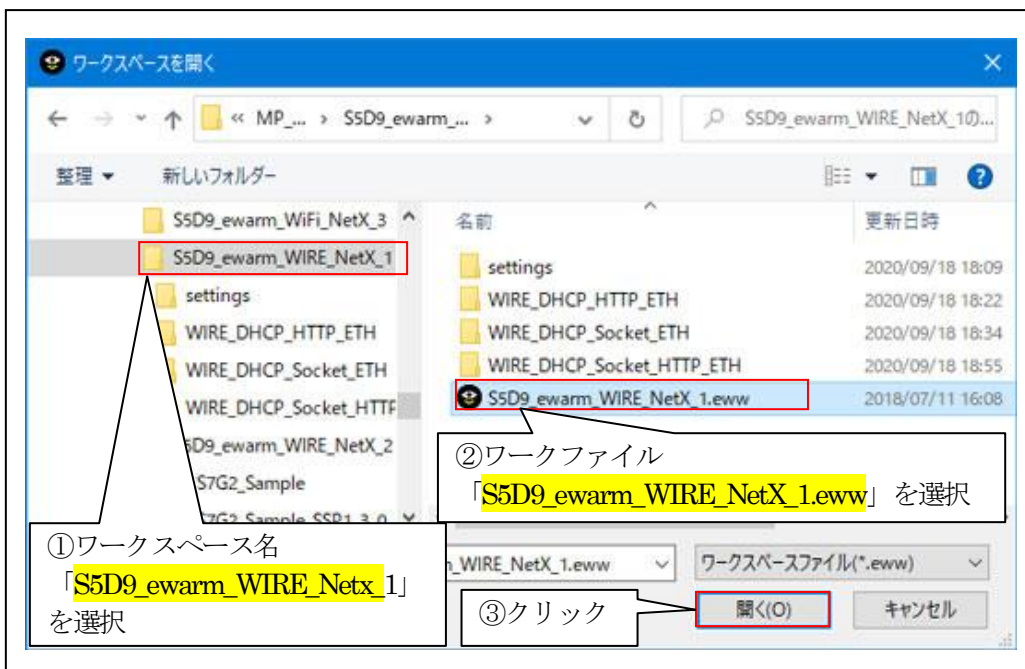 ワークスペースを開く
« MP_... › S5D9_ewarm_... ›
S5D9_ewarm_WIRE_NetX_1の...
整理
新しいフォルダー
S5D9_ewarm_WiFi_NetX_3
S5D9_ewarm_WIRE_NetX_1
settings
WIRE_DHCP_HTTP_ETH
WIRE_DHCP_Socket_ETH
WIRE_DHCP_Socket_HTTP
5D9_ewarm_WIRE_NetX_2
S7G2_Sample
S7G2_Sample_SSP1_3_0
名前
更新日時
settings
2020/09/18 18:09
WIRE_DHCP_HTTP_ETH
2020/09/18 18:22
WIRE_DHCP_Socket_ETH
2020/09/18 18:34
WIRE_DHCP_Socket_HTTP_ETH
2020/09/18 18:55
S5D9_ewarm_WIRE_NetX_1.eww
2018/07/11 16:08
②ワークファイル
「S5D9_ewarm_WIRE_NetX_1.eww」を選択
①ワークスペース名
「S5D9_ewarm_WIRE_Netx_1」
を選択
_WIRE_NetX_1.eww
ワークスペースファイル(*.eww)
③クリック
開く(O)
キャンセル